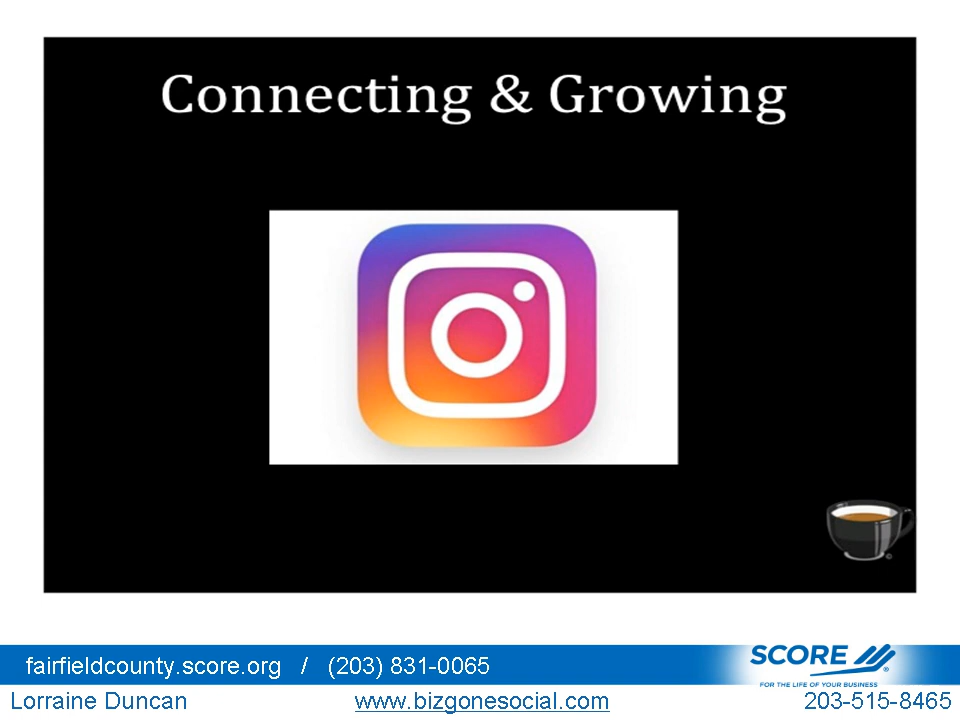 Connecting & Growing
fairfieldcounty.score.org / (203) 831-0065
SCORE
FOR THE LIFE OF YOUR BUSINESS
Lorraine Duncan www.bizgonesocial.com 203-515-8465